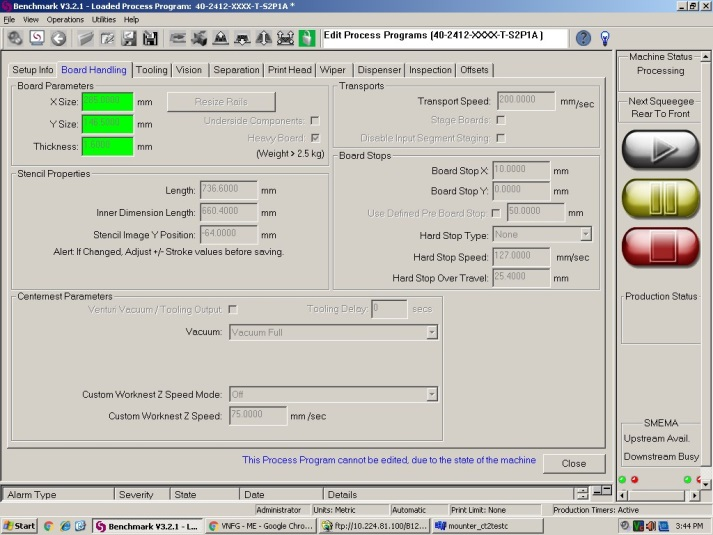 Benchmark V3.2.1 - Loaded Process Program: 40-2412-XXXX-T-S2P1A *
File View Operations Utilities Help
Edit Process Programs (40-2412-XXXX-T-S2P1A )
Setup Info Board Handling Tooling Vision Separation Print Head Wiper Dispenser Inspection Offsets
Board Parameters
X Size: mm Resize Rails
Y Size: mm Underside Components:
Heavy Board:
Thickness: mm (Weight > 2.5 kg)
Transports
Transport Speed: 200.0000 mm/sec
Stage Boards:
Disable Input Segment Staging:
Stencil Properties
Length: 736.6000 mm
Inner Dimension Length: 660.4000 mm
Stencil Image Y Position: -64.0000 mm
Alert: If Changed, Adjust +/- Stroke values before saving.
Board Stops
Board Stop X: 10.0000 mm
Board Stop Y: 0.0000 mm
Use Defined Pre Board Stop: 50.0000 mm
Hard Stop Type: None
Hard Stop Speed: 127.0000 mm/sec
Hard Stop Over Travel: 25.4000 mm
Centernest Parameters
Venturi Vacuum / Tooling Output: Tooling Delay: 0 secs
Vacuum: Vacuum Full
Custom Worknest Z Speed Mode: Off
Custom Worknest Z Speed: 75.0000 mm /sec
This Process Program cannot be edited, due to the state of the machine Close
Machine Status
Processing
Next Squeegee
Rear To Front
Production Status
SMEMA
Upstream Avail.
Downstream Busy
Alarm Type Severity State Date Details
Administrator Units: Metric Automatic Print Limit: None Production Timers: Active
Start Benchmark V3.2.1 - L... VNFG - ME - Google Chro... ftp://10.224.81.100/B12... mounter_ct2testc 3:44 PM